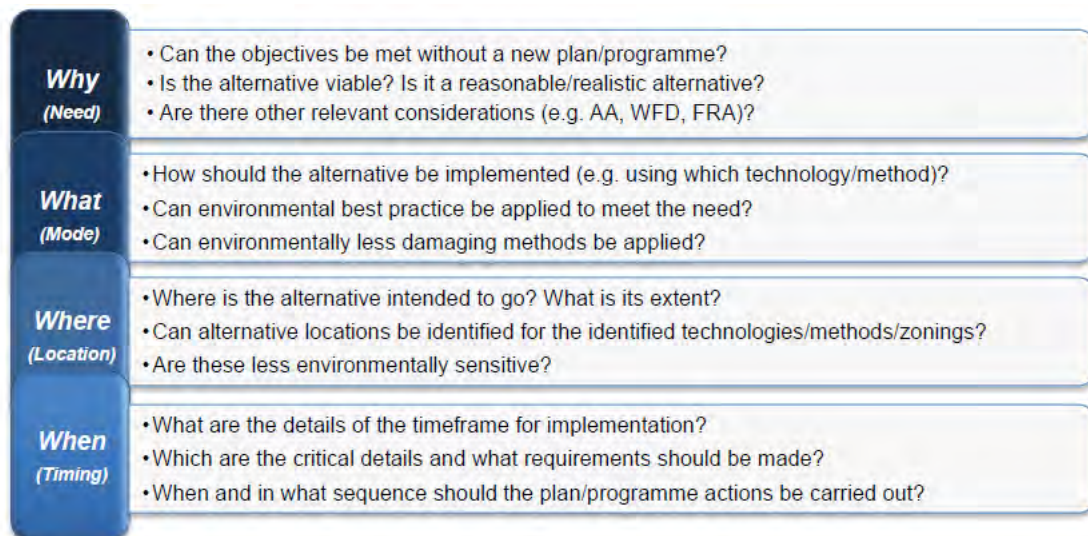 Why
(Need)
• Can the objectives be met without a new plan/programme?
• Is the alternative viable? Is it a reasonable/realistic alternative?
• Are there other relevant considerations (e.g. AA, WFD, FRA)?
What
(Mode)
•How should the alternative be implemented (e.g. using which technology/method)?
•Can environmental best practice be applied to meet the need?
•Can environmentally less damaging methods be applied?
Where
(Location)
•Where is the alternative intended to go? What is its extent?
•Can alternative locations be identified for the identified technologies/methods/zonings?
•Are these less environmentally sensitive?
When
(Timing)
•What are the details of the timeframe for implementation?
•Which are the critical details and what requirements should be made?
•When and in what sequence should the plan/programme actions be carried out?